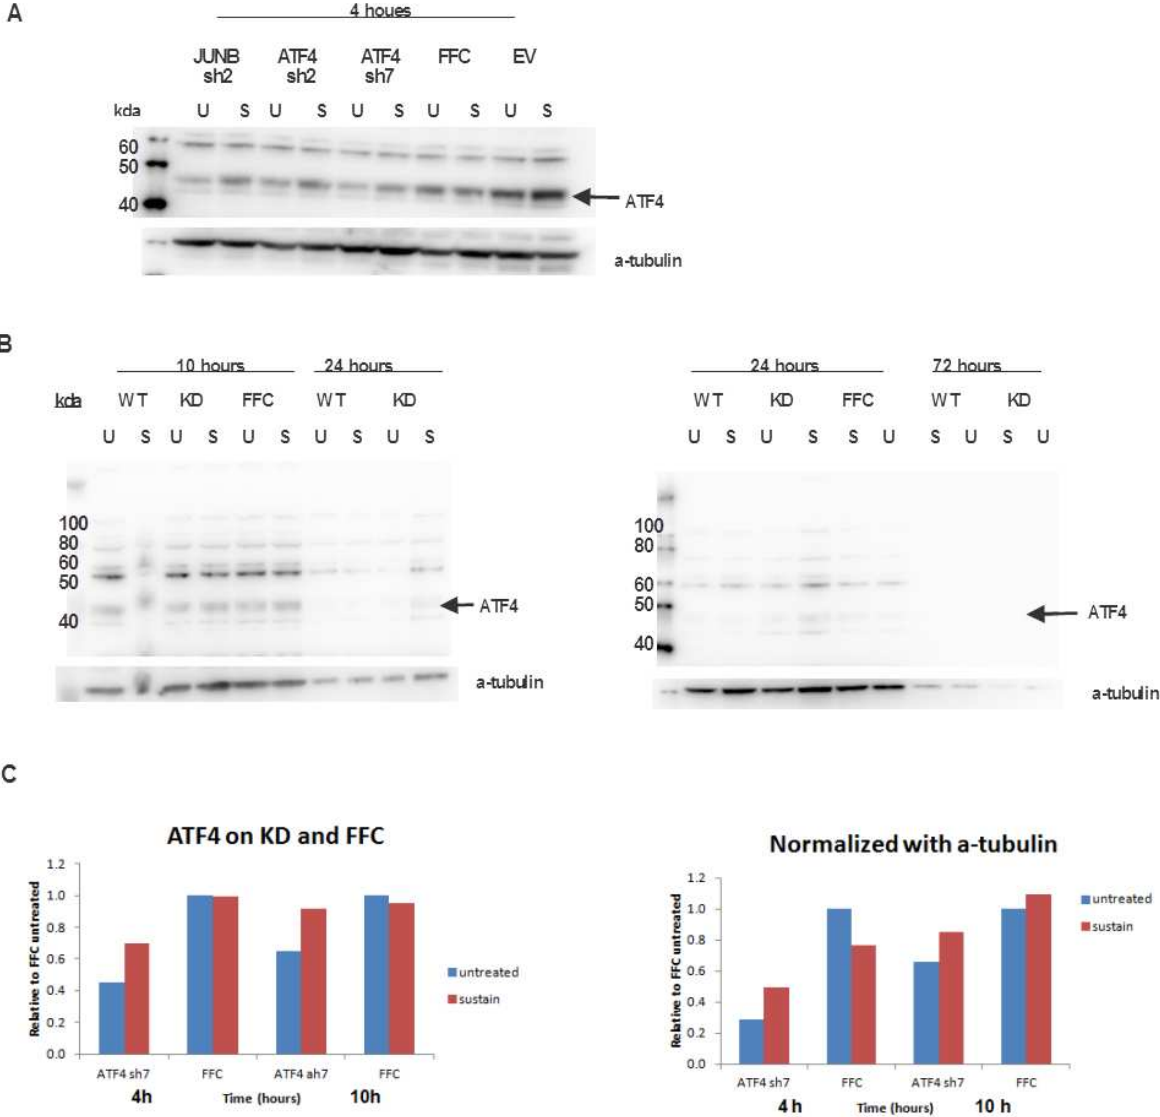 A
4 houes
JUNB ATF4 ATF4 FFC EV
sh2 sh2 sh7
kda U S U S U S U S U S
60
50
40
ATF4
a-tubulin
B
10 hours 24 hours
kda WT KD FFC WT KD
U S U S U S U S U S
100
80
60
50
40
ATF4
a-tubulin
24 hours 72 hours
WT KD FFC WT KD
U S U S S U S U S U
100
80
60
50
40
ATF4
a-tubulin
C
ATF4 on KD and FFC
Relative to FFC untreated
1.2
1.0
0.8
0.6
0.4
0.2
0.0
untreated
sustain
ATF4 sh7 FFC ATF4 ah7 FFC
4h Time (hours) 10h
Normalized with a-tubulin
Relative to FFC untreated
1.2
1.0
0.8
0.6
0.4
0.2
0.0
untreated
sustain
ATF4 sh7 FFC ATF4 sh7 FFC
4 h Time (hours) 10 h